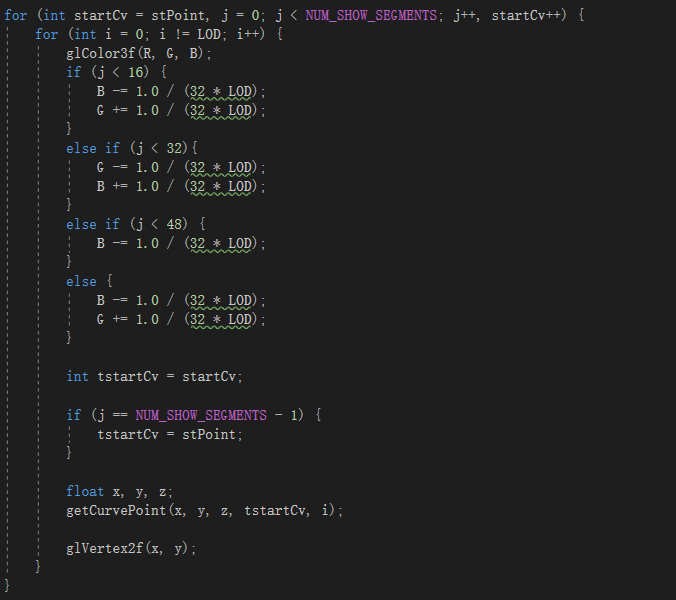 for (int startCv = stPoint, j = 0; j < NUM_SHOW_SEGMENTS; j++, startCv++) {
    for (int i = 0; i != LOD; i++) {
        glColor3f(R, G, B);
        if (j < 16) {
            B -= 1.0 / (32 * LOD);
            G += 1.0 / (32 * LOD);
        }
        else if (j < 32){
            G -= 1.0 / (32 * LOD);
            B += 1.0 / (32 * LOD);
        }
        else if (j < 48) {
            B -= 1.0 / (32 * LOD);
        }
        else {
            B -= 1.0 / (32 * LOD);
            G += 1.0 / (32 * LOD);
        }
        int tstartCv = startCv;
        if (j == NUM_SHOW_SEGMENTS - 1) {
            tstartCv = stPoint;
        }
        float x, y, z;
        getCurvePoint(x, y, z, tstartCv, i);
        glVertex2f(x, y);
    }
}